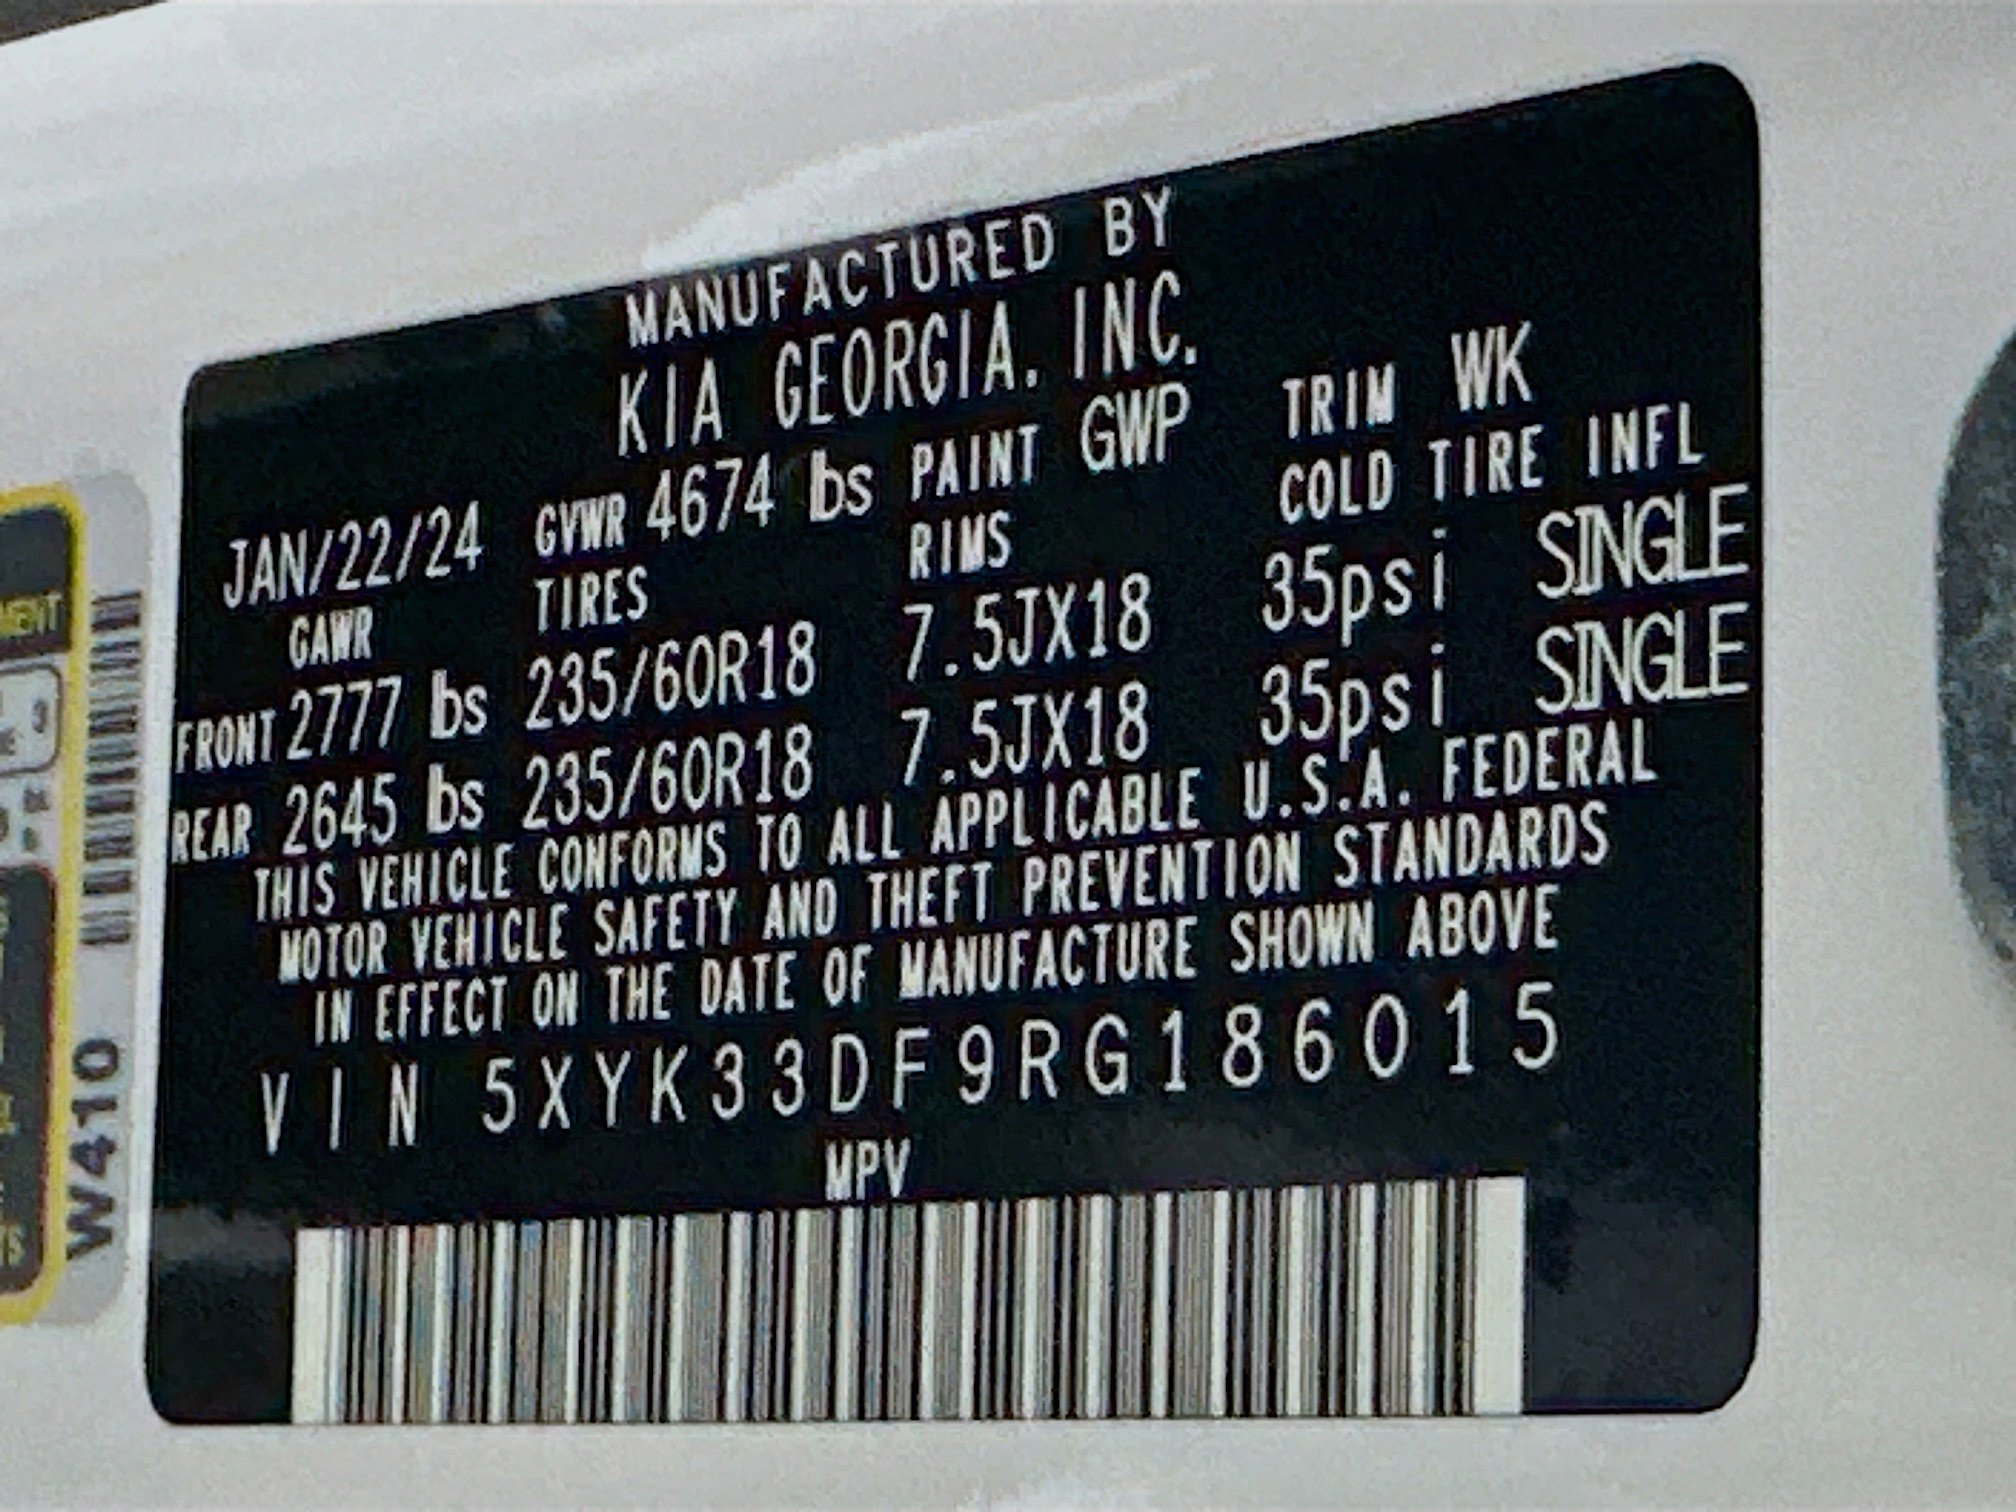 MANUFACTURED BY
KIA GEORGIA. INC.
JAN/22/24 GVWR 4674 lbs PAINT GWP TRIM WK
GAWR TIRES RIMS COLD TIRE INFL
FRONT 2777 lbs 235/60R18 7.5JX18 35psi SINGLE
REAR 2645 lbs 235/60R18 7.5JX18 35psi SINGLE
THIS VEHICLE CONFORMS TO ALL APPLICABLE U.S.A. FEDERAL
MOTOR VEHICLE SAFETY AND THEFT PREVENTION STANDARDS
IN EFFECT ON THE DATE OF MANUFACTURE SHOWN ABOVE
VIN 5XYK33DF9RG186015
MPV
W410